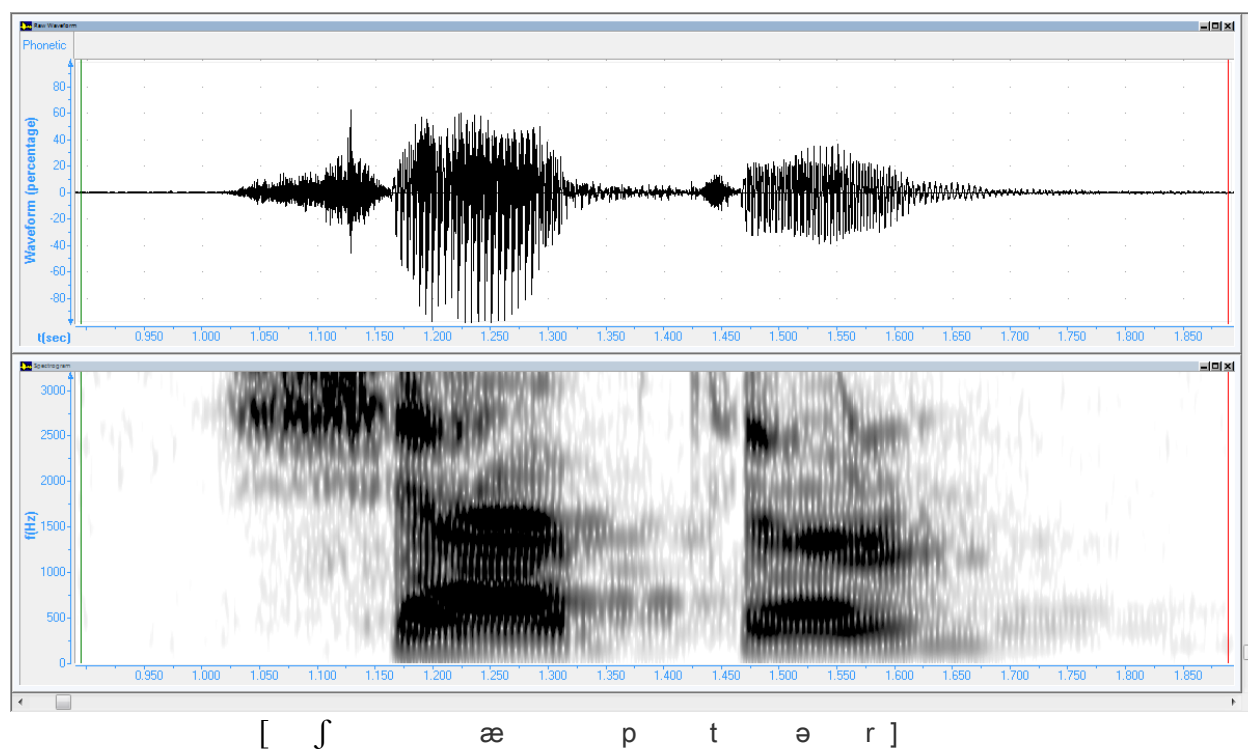 Raw Waveform
Phonetic
Waveform (percentage)
80
60
40
20
0
-20
-40
-60
-80
t(sec) 0.950 1.000 1.050 1.100 1.150 1.200 1.250 1.300 1.350 1.400 1.450 1.500 1.550 1.600 1.650 1.700 1.750 1.800 1.850
Spectrogram
f(Hz)
3000
2500
2000
1500
1000
500
0
0.950 1.000 1.050 1.100 1.150 1.200 1.250 1.300 1.350 1.400 1.450 1.500 1.550 1.600 1.650 1.700 1.750 1.800 1.850
[ ʃ æ p t ə r ]